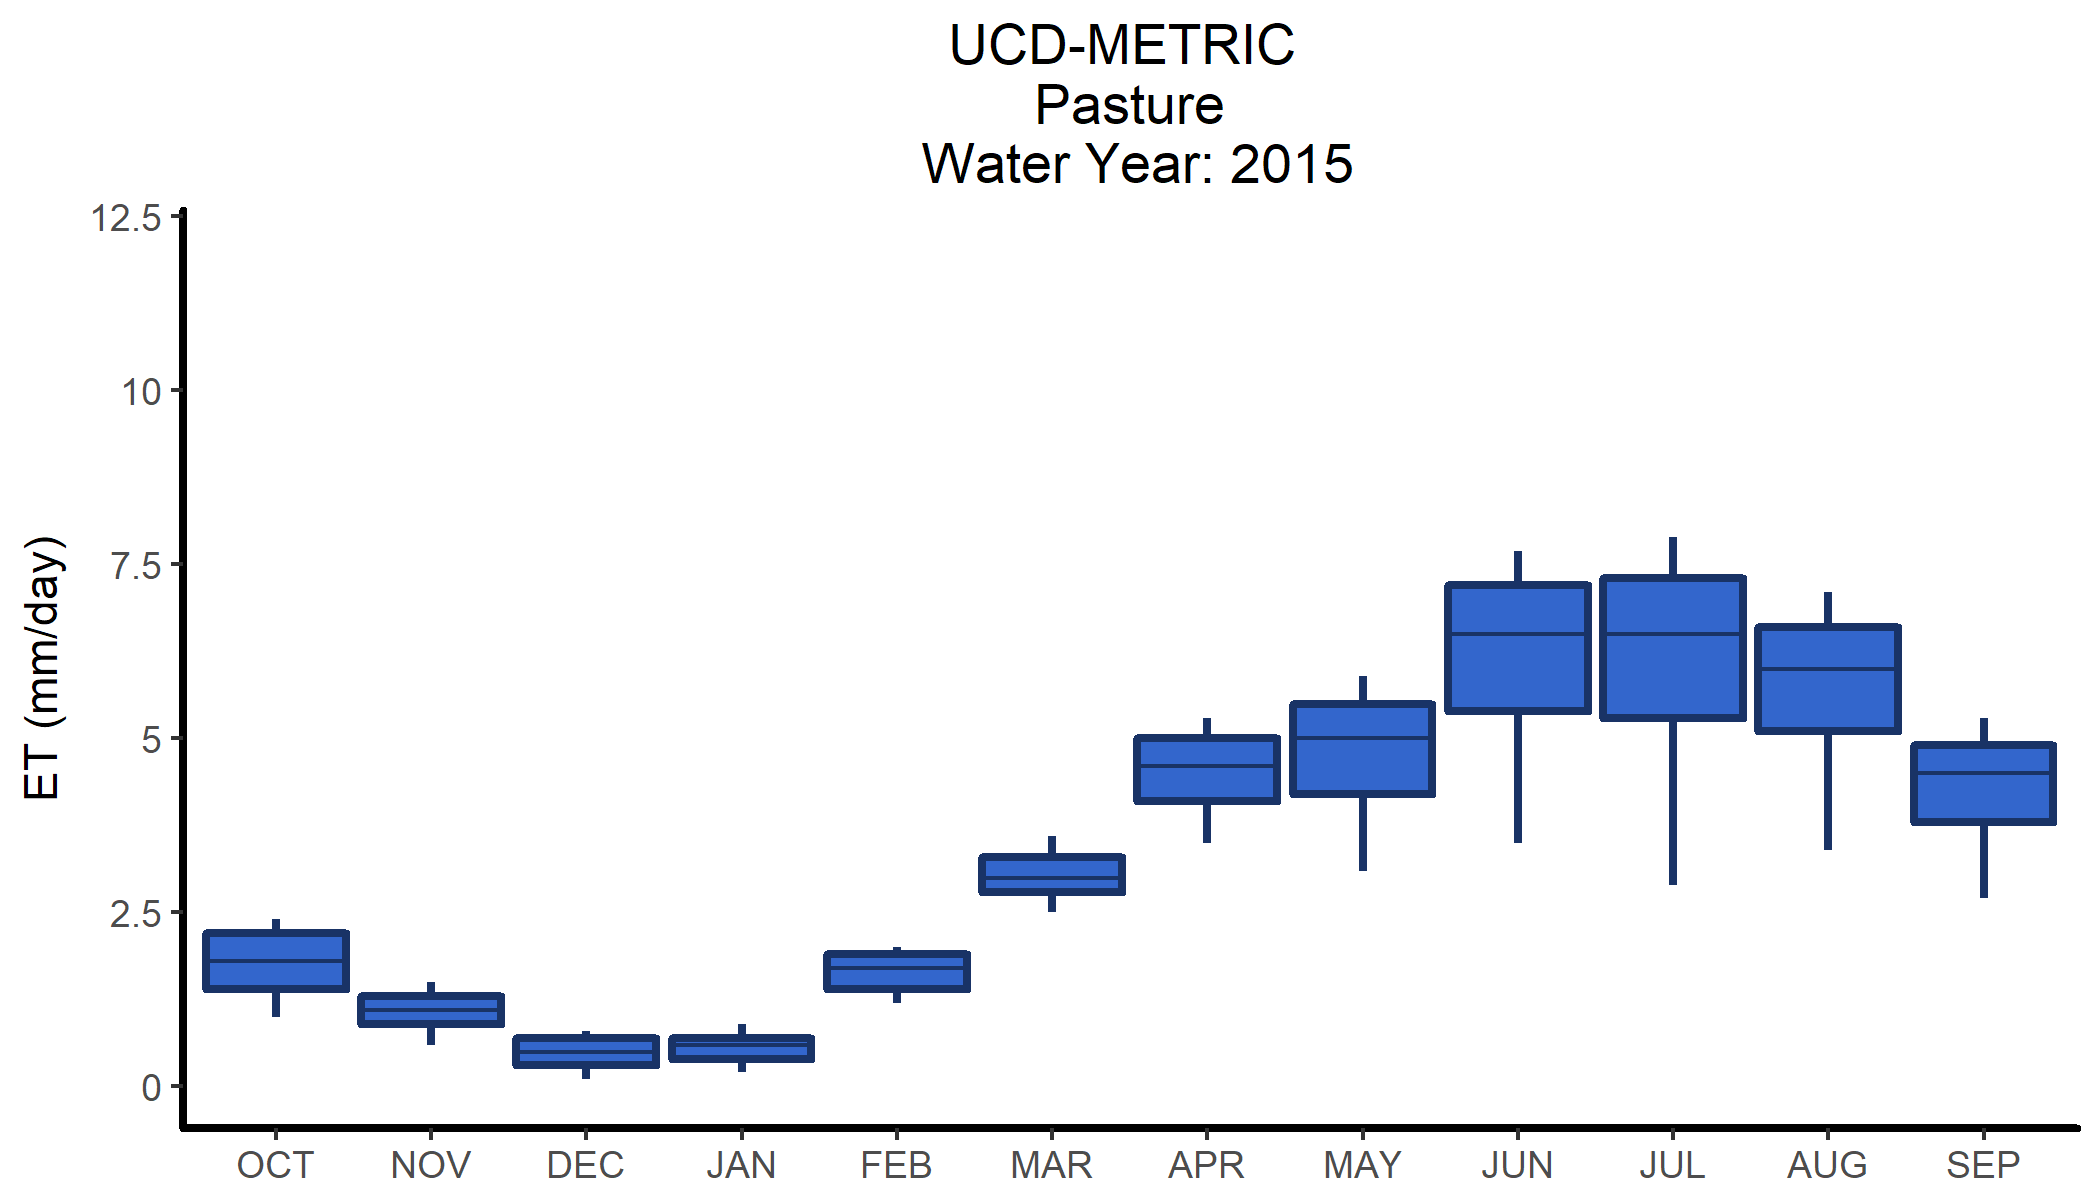 UCD-METRIC
Pasture
Water Year: 2015
12.5
10
7.5
5
2.5
0
ET (mm/day)
OCT NOV DEC JAN FEB MAR APR MAY JUN JUL AUG SEP